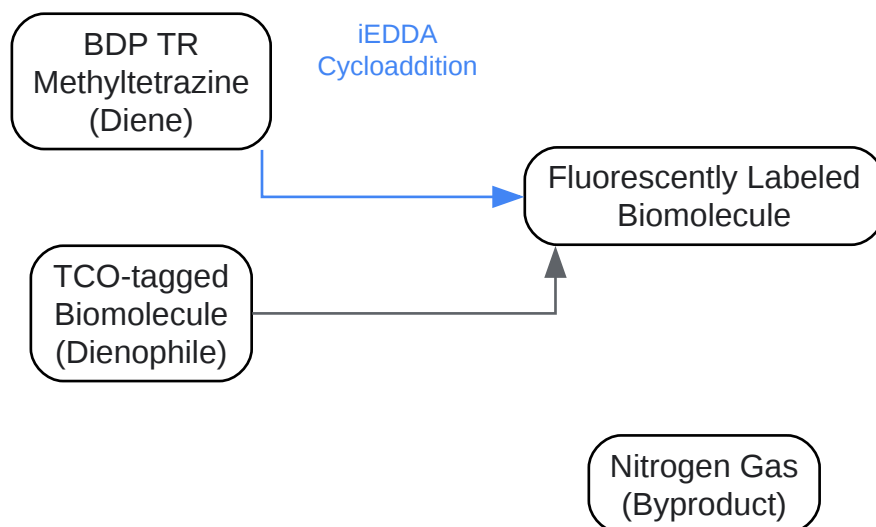 BDP TR
Methyltetrazine
(Diene)
iEDDA
Cycloaddition
Fluorescently Labeled
Biomolecule
TCO-tagged
Biomolecule
(Dienophile)
Nitrogen Gas
(Byproduct)